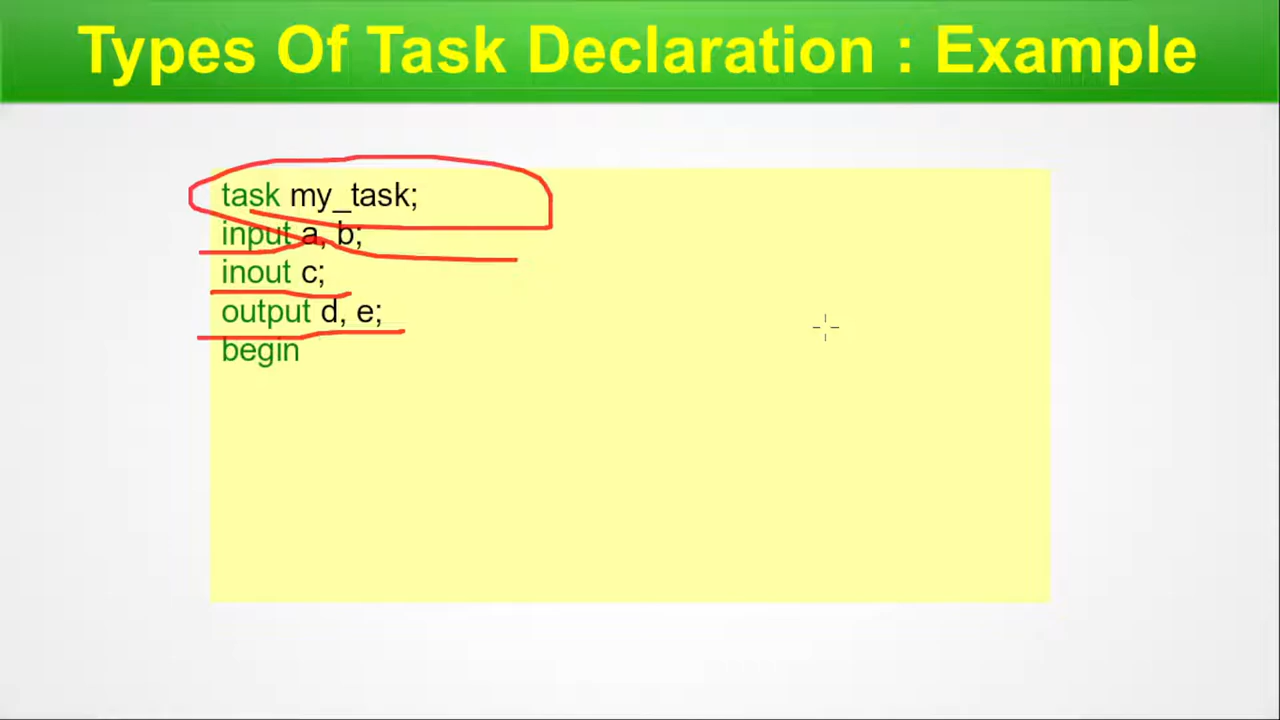 Types Of Task Declaration : Example
task my_task;
input a, b;
inout c;
output d, e;
begin